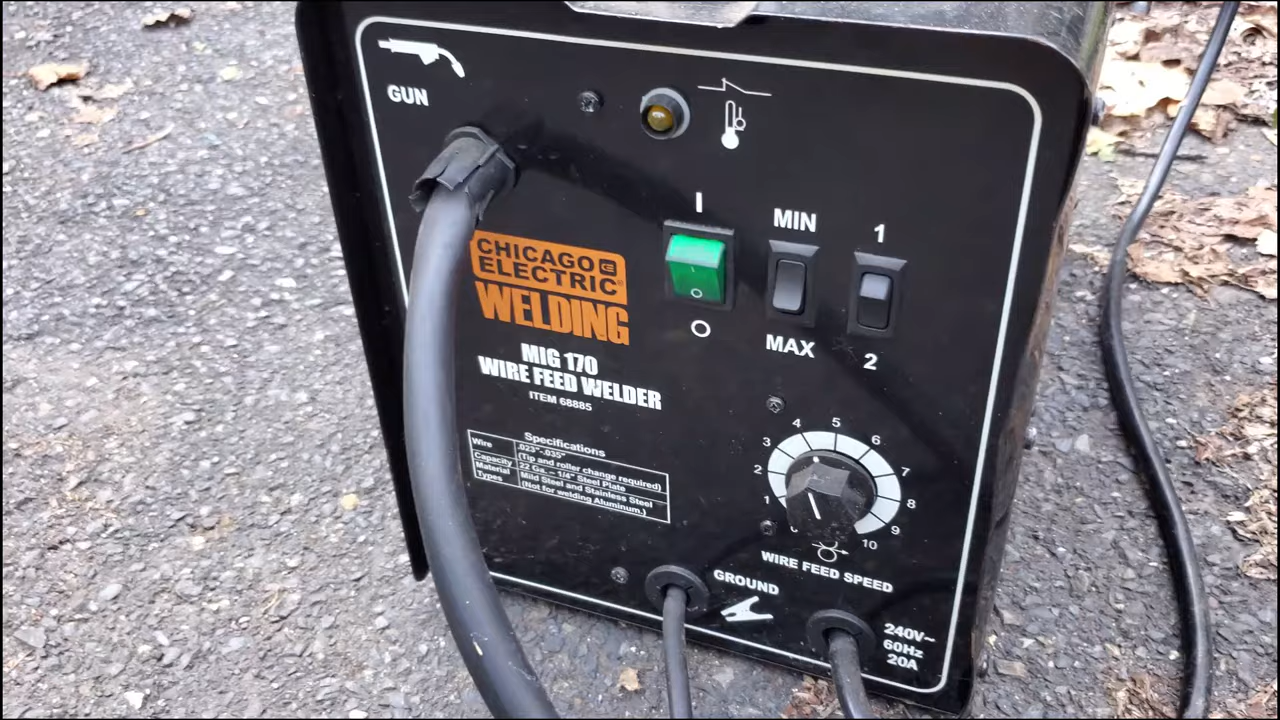 GUN
I
O
MIN
MAX
1
2
CHICAGO
ELECTRIC®
WELDING
MIG 170
WIRE FEED WELDER
ITEM 68885
Specifications
Wire .023"-.035"
Capacity (Tip and roller change required)
22 Ga. – 1/4" Steel Plate
Material Mild Steel and Stainless Steel
Types (Not for welding Aluminum.)
0 1 2 3 4 5 6 7 8 9 10
WIRE FEED SPEED
GROUND
240V~
60Hz
20A